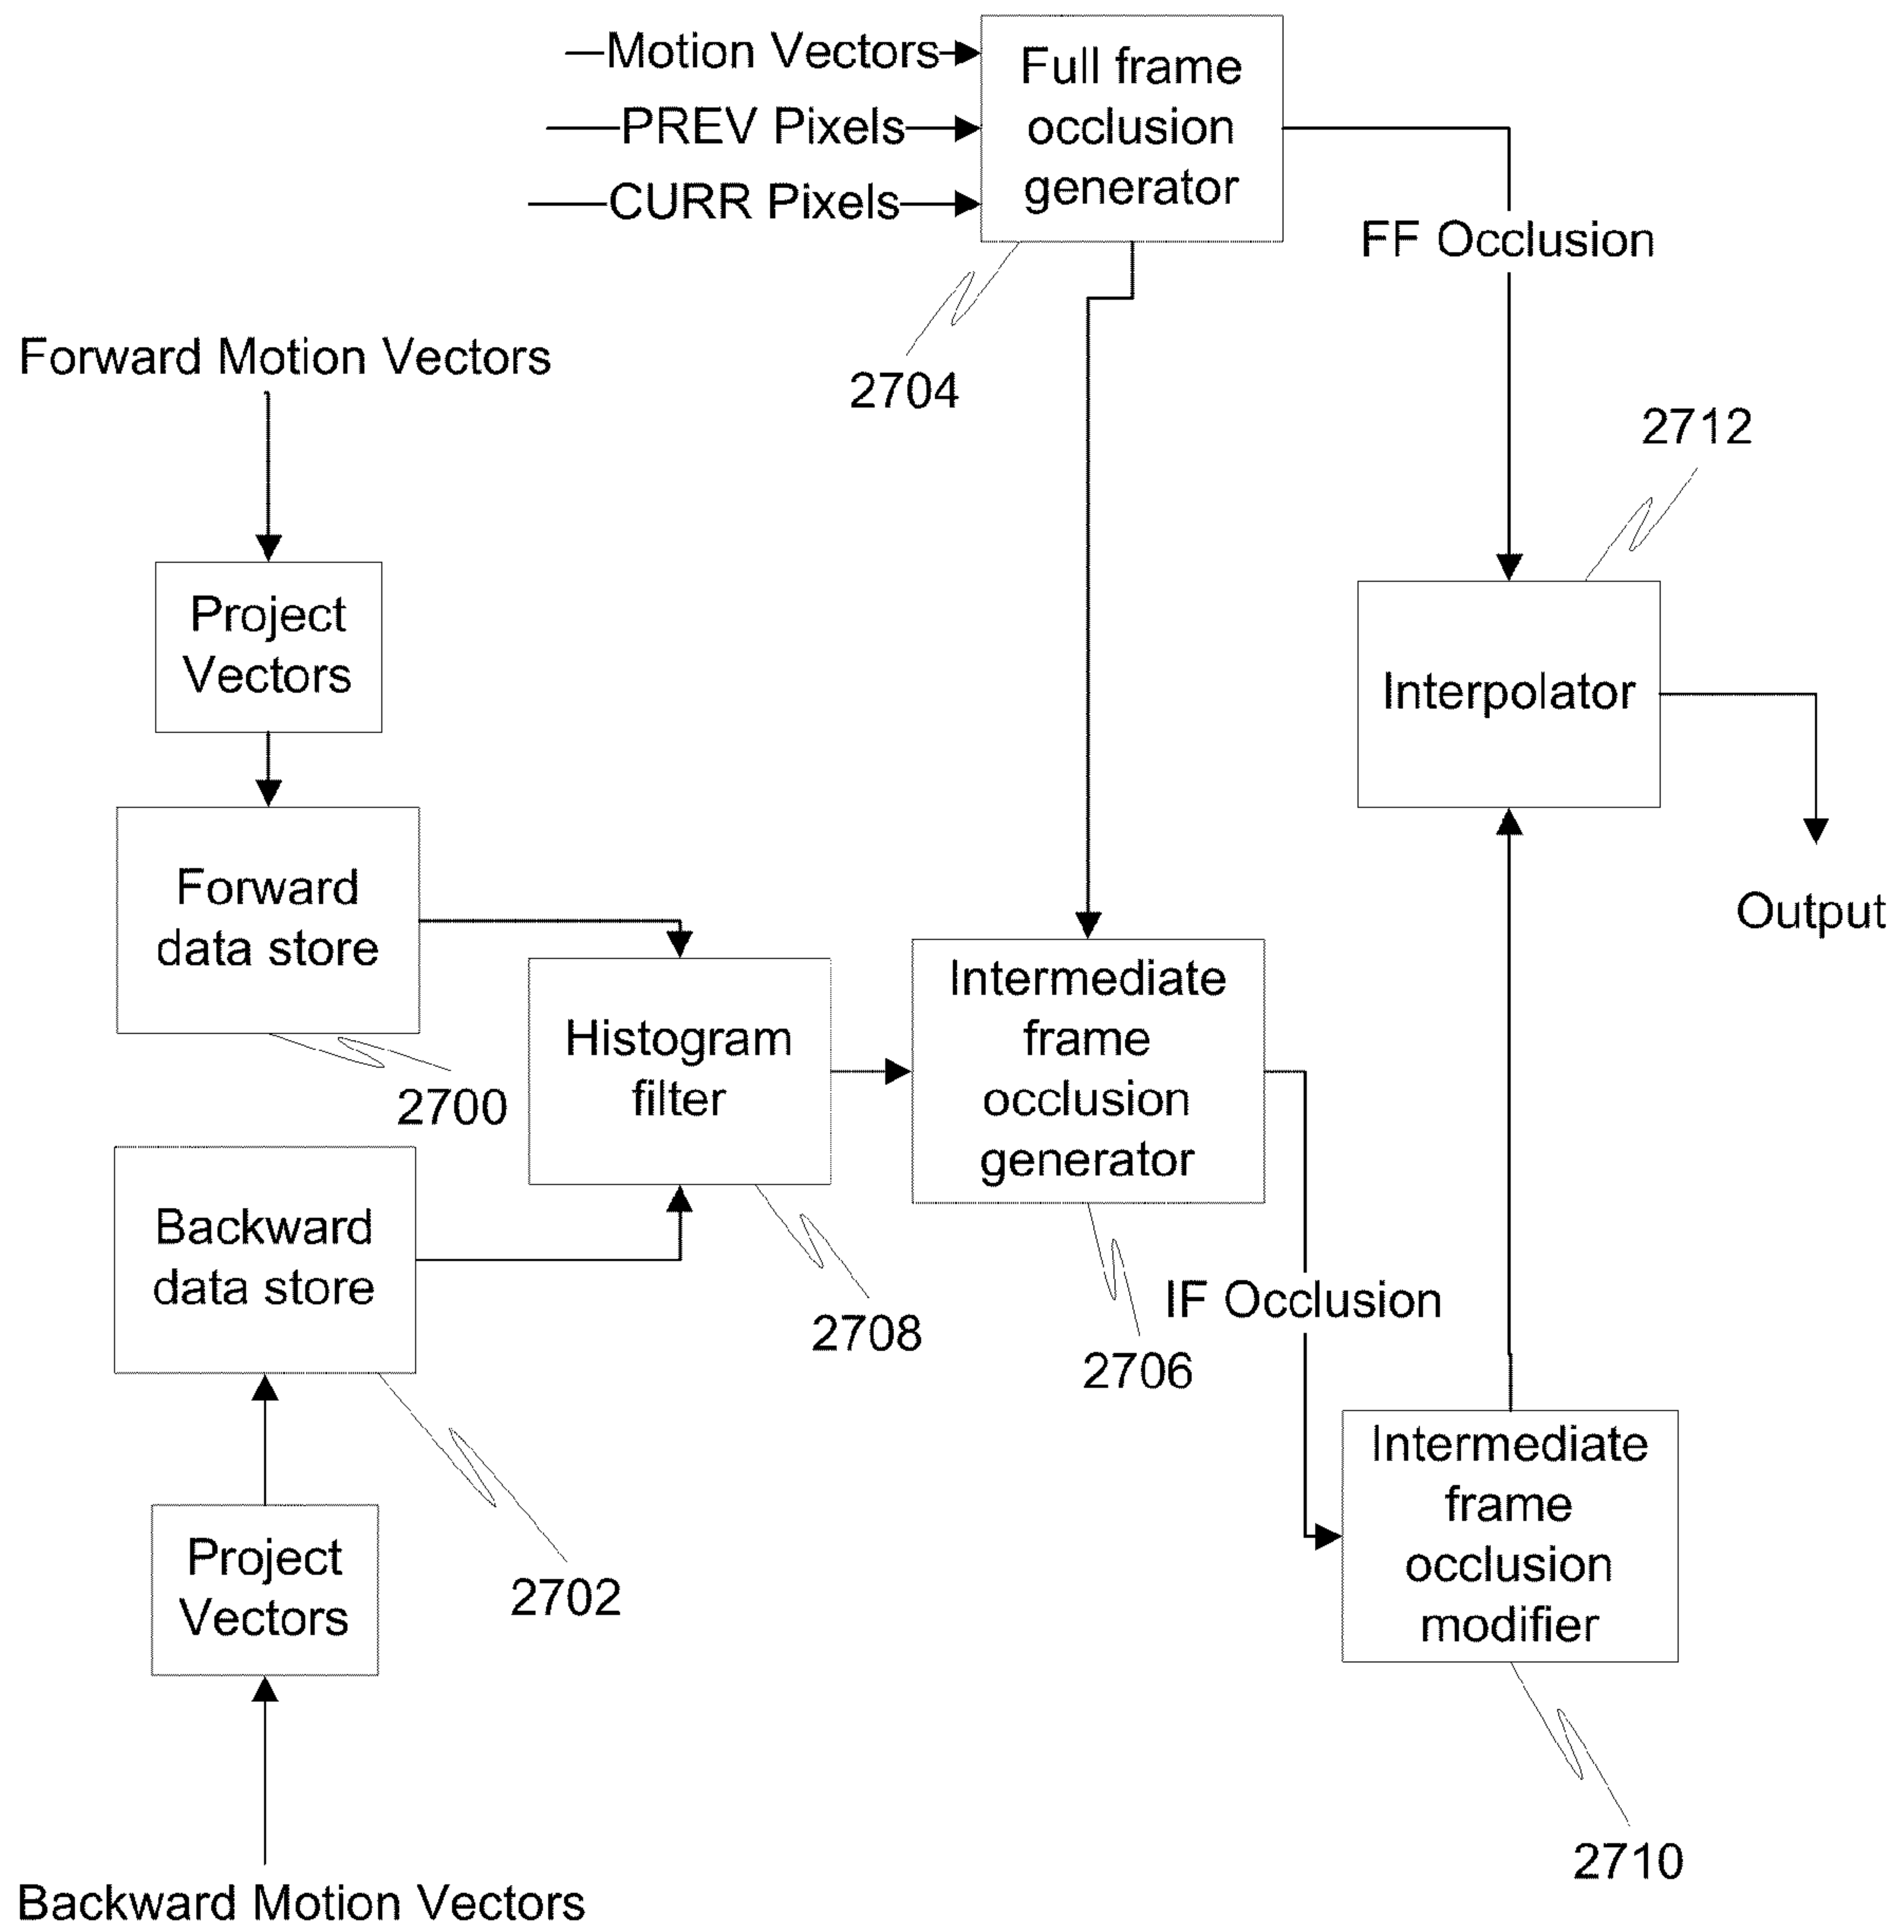 Motion Vectors
PREV Pixels
CURR Pixels
Full frame
occlusion
generator
FF Occlusion
2704
Forward Motion Vectors
2712
Project
Vectors
Interpolator
Output
Forward
data store
2700
Histogram
filter
2708
Intermediate
frame
occlusion
generator
2706
IF Occlusion
Backward
data store
2702
Project
Vectors
Intermediate
frame
occlusion
modifier
2710
Backward Motion Vectors